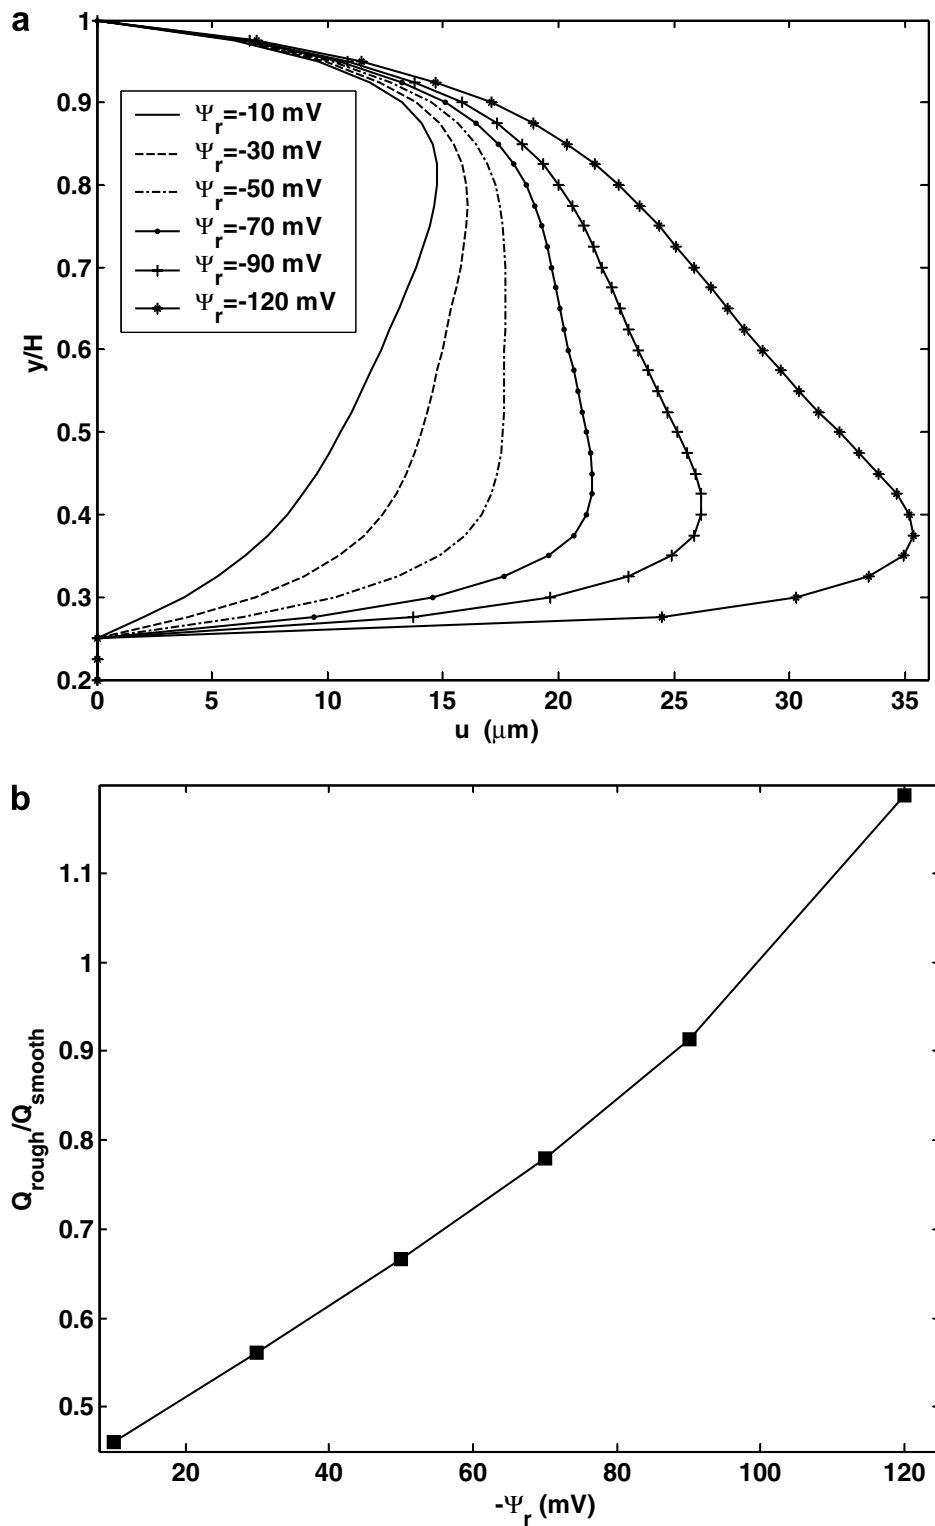 a
1
0.9
0.8
0.7
0.6
0.5
0.4
0.3
0.2
y/H
Ψr=-10 mV
Ψr=-30 mV
Ψr=-50 mV
Ψr=-70 mV
Ψr=-90 mV
Ψr=-120 mV
0 5 10 15 20 25 30 35
u (μm)
b
1.1
1
0.9
0.8
0.7
0.6
0.5
Qrough/Qsmooth
20 40 60 80 100 120
-Ψr (mV)